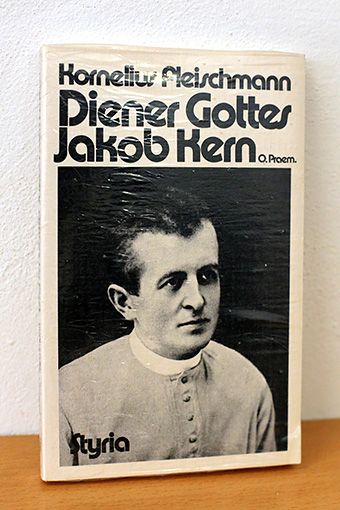 Kornelius Fleischmann
Diener Gottes
Jakob Kern O. Praem.
Styria